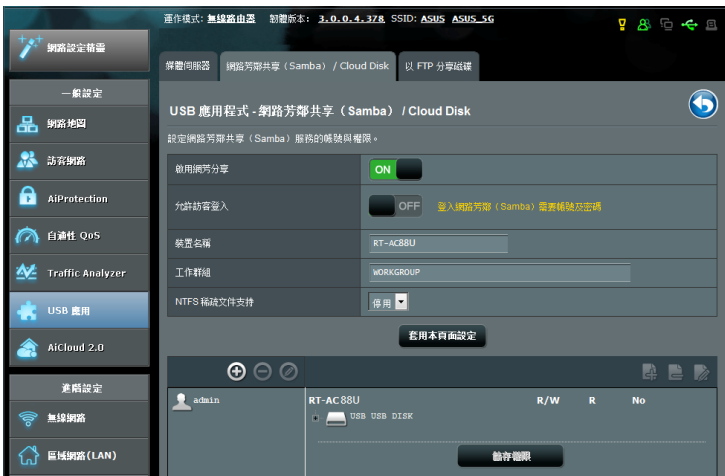 運作模式: 無線路由器 韌體版本: 3.0.0.4.378 SSID: ASUS ASUS_5G
網路設定精靈
媒體伺服器 網路芳鄰共享（Samba）/ Cloud Disk 以 FTP 分享磁碟
一般設定
網路地圖
訪客網路
AiProtection
自適性 QoS
Traffic Analyzer
USB 應用
AiCloud 2.0
進階設定
無線網路
區域網路(LAN)
USB 應用程式 - 網路芳鄰共享（Samba）/ Cloud Disk
設定網路芳鄰共享（Samba）服務的帳號與權限。
啟用網芳分享 ON
允許訪客登入 OFF 登入網路芳鄰（Samba）需要帳號及密碼
裝置名稱 RT-AC88U
工作群組 WORKGROUP
NTFS 稀疏文件支持 停用
套用本頁面設定
admin RT-AC88U R/W R No
USB USB DISK
儲存權限